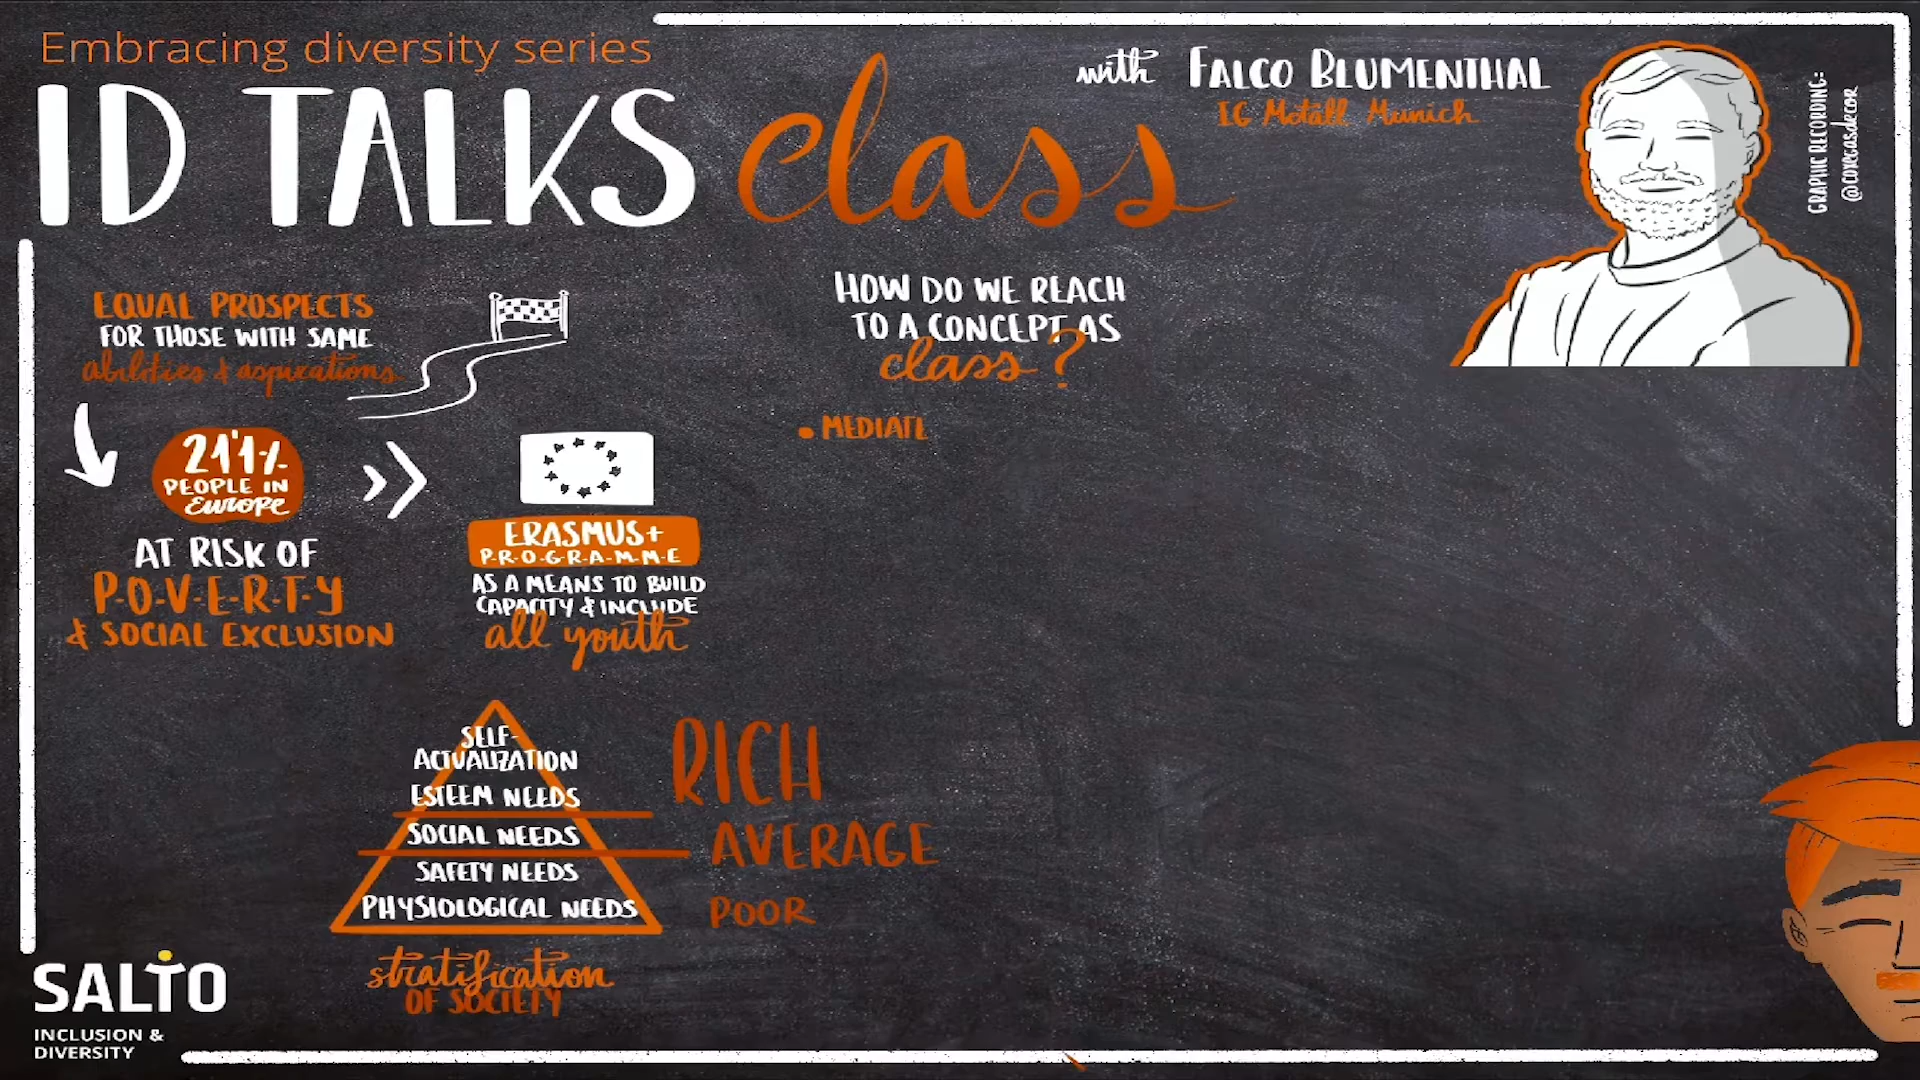 Embracing diversity series
ID TALKS class
with FALCO BLUMENTHAL
IG Metall Munich
GRAPHIC RECORDING:
@CONEGASDECOR
EQUAL PROSPECTS
FOR THOSE WITH SAME
abilities & aspirations
21'1%
PEOPLE IN
Europe
AT RISK OF
P-O-V-E-R-T-Y
& SOCIAL EXCLUSION
ERASMUS+
P-R-O-G-R-A-M-M-E
AS A MEANS TO BUILD
CAPACITY & INCLUDE
all youth
HOW DO WE REACH
TO A CONCEPT AS
class?
• MEDIATE
SELF-
ACTUALIZATION
ESTEEM NEEDS
SOCIAL NEEDS
SAFETY NEEDS
PHYSIOLOGICAL NEEDS
RICH
AVERAGE
POOR
stratification
OF SOCIETY
SALTO
INCLUSION &
DIVERSITY